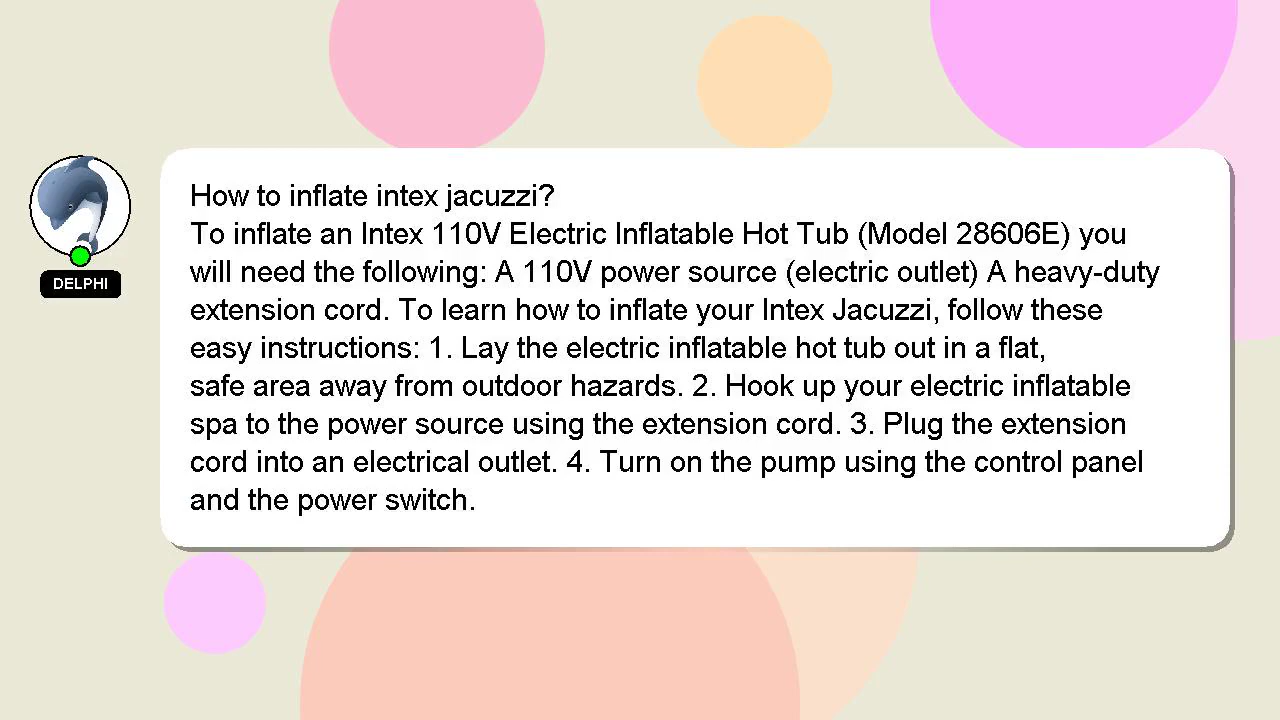 How to inflate intex jacuzzi?
To inflate an Intex 110V Electric Inflatable Hot Tub (Model 28606E) you
will need the following: A 110V power source (electric outlet) A heavy-duty
extension cord. To learn how to inflate your Intex Jacuzzi, follow these
easy instructions: 1. Lay the electric inflatable hot tub out in a flat,
safe area away from outdoor hazards. 2. Hook up your electric inflatable
spa to the power source using the extension cord. 3. Plug the extension
cord into an electrical outlet. 4. Turn on the pump using the control panel
and the power switch.
DELPHI